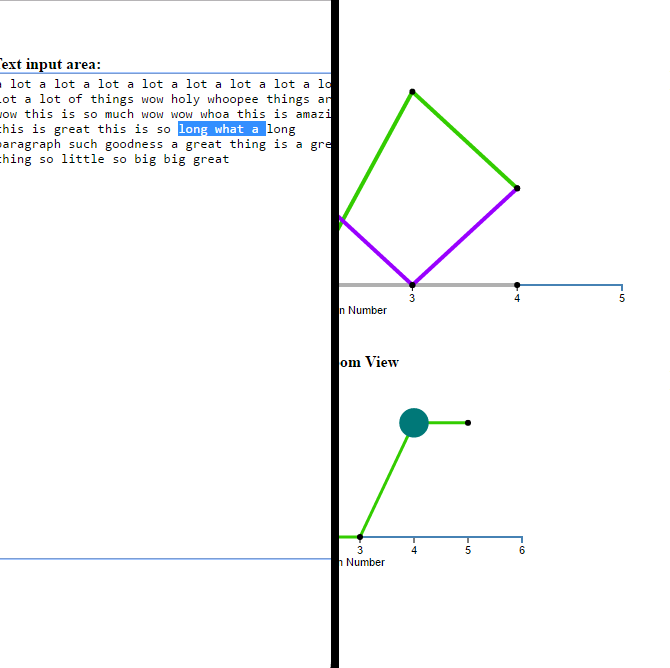 Text input area:
a lot a lot a lot a lot a lot a lot a lot a lo
lot a lot of things wow holy whoopee things ar
wow this is so much wow wow whoa this is amazi
this is great this is so long what a long
paragraph such goodness a great thing is a gre
thing so little so big big great
3
4
5
n Number
om View
3
4
5
6
n Number